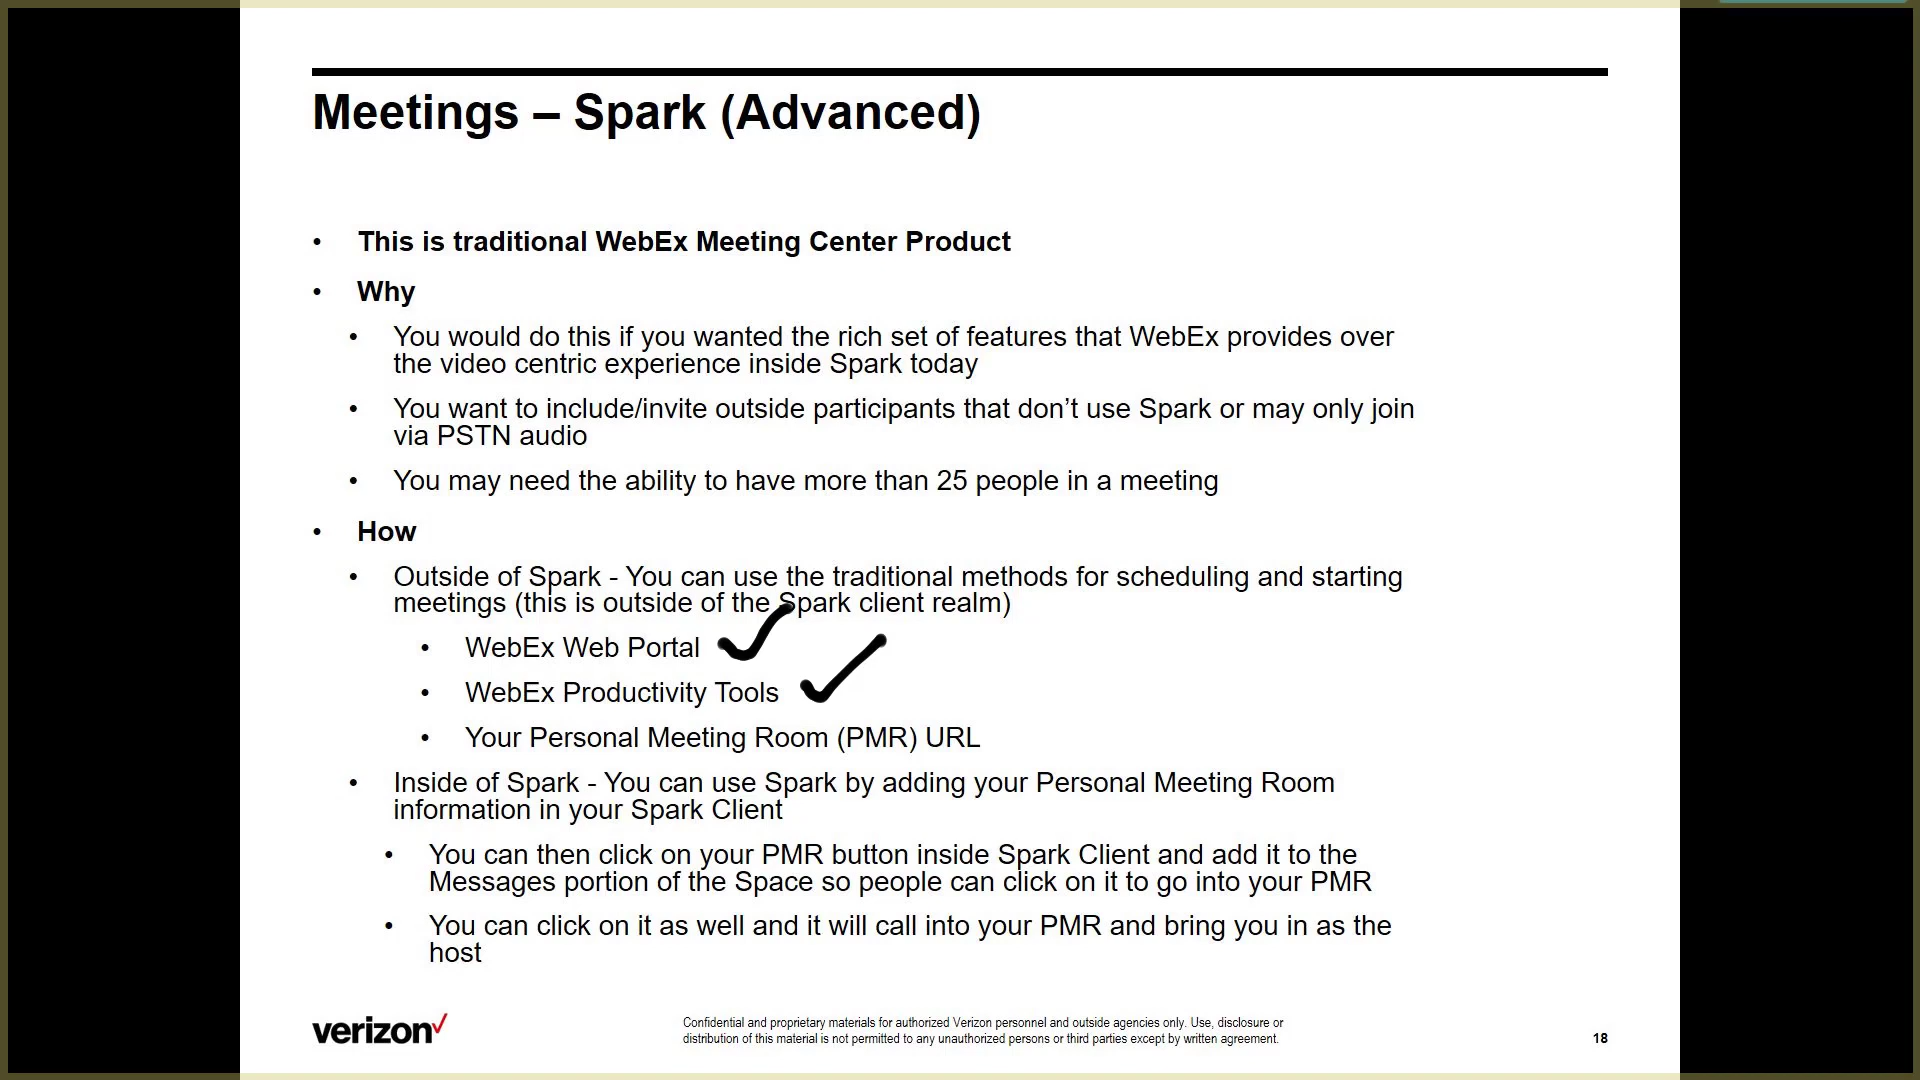 Meetings – Spark (Advanced)
• This is traditional WebEx Meeting Center Product
• Why
• You would do this if you wanted the rich set of features that WebEx provides over
the video centric experience inside Spark today
• You want to include/invite outside participants that don’t use Spark or may only join
via PSTN audio
• You may need the ability to have more than 25 people in a meeting
• How
• Outside of Spark - You can use the traditional methods for scheduling and starting
meetings (this is outside of the Spark client realm)
• WebEx Web Portal
• WebEx Productivity Tools
• Your Personal Meeting Room (PMR) URL
• Inside of Spark - You can use Spark by adding your Personal Meeting Room
information in your Spark Client
• You can then click on your PMR button inside Spark Client and add it to the
Messages portion of the Space so people can click on it to go into your PMR
• You can click on it as well and it will call into your PMR and bring you in as the
host
verizon
Confidential and proprietary materials for authorized Verizon personnel and outside agencies only. Use, disclosure or
distribution of this material is not permitted to any unauthorized persons or third parties except by written agreement.
18